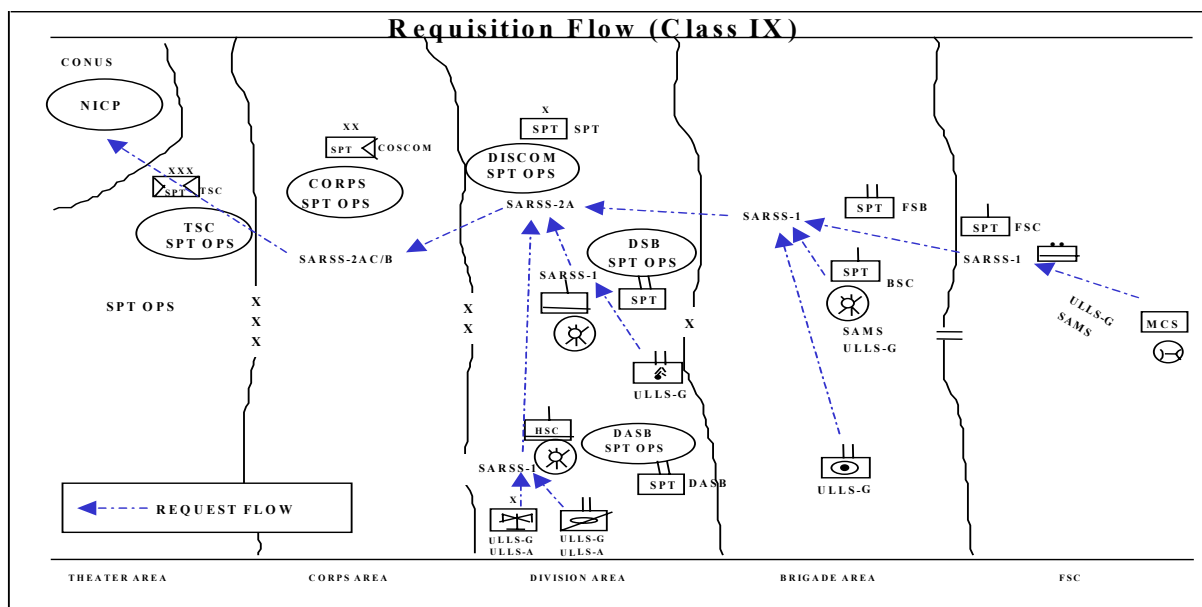 Requisition Flow (Class IX)
CONUS
NICP
XXX
SPT
TSC
TSC
SPT OPS
SPT OPS
X
X
X
XX
SPT
COSCOM
CORPS
SPT OPS
SARSS-2AC/B
X
X
X
SPT
SPT
DISCOM
SPT OPS
SARSS-2A
DSB
SPT OPS
SARSS-1
SPT
ULLS-G
HSC
DASB
SPT OPS
SARSS-1
SPT
DASB
X
ULLS-G
ULLS-A
ULLS-G
ULLS-A
X
SARSS-1
SPT
FSB
SPT
BSC
SAMS
ULLS-G
ULLS-G
SPT
FSC
SARSS-1
ULLS-G
SAMS
MCS
REQUEST FLOW
THEATER AREA
CORPS AREA
DIVISION AREA
BRIGADE AREA
FSC